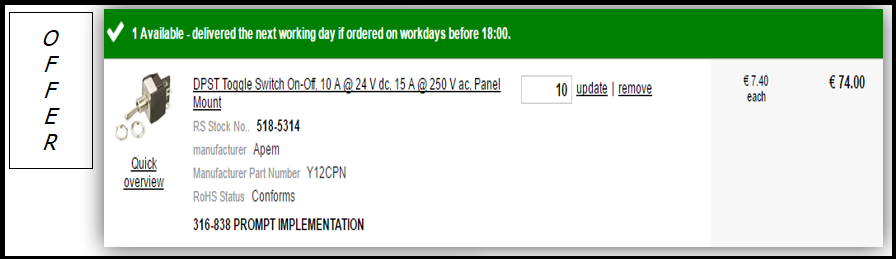 OFFER
1 Available - delivered the next working day if ordered on workdays before 18:00.
DPST Toggle Switch On-Off, 10 A @ 24 V dc, 15 A @ 250 V ac, Panel
Mount
10 update | remove
€ 7.40
each
€ 74.00
RS Stock No.. 518-5314
manufacturer Apem
Manufacturer Part Number Y12CPN
RoHS Status Conforms
316-838 PROMPT IMPLEMENTATION
Quick
overview